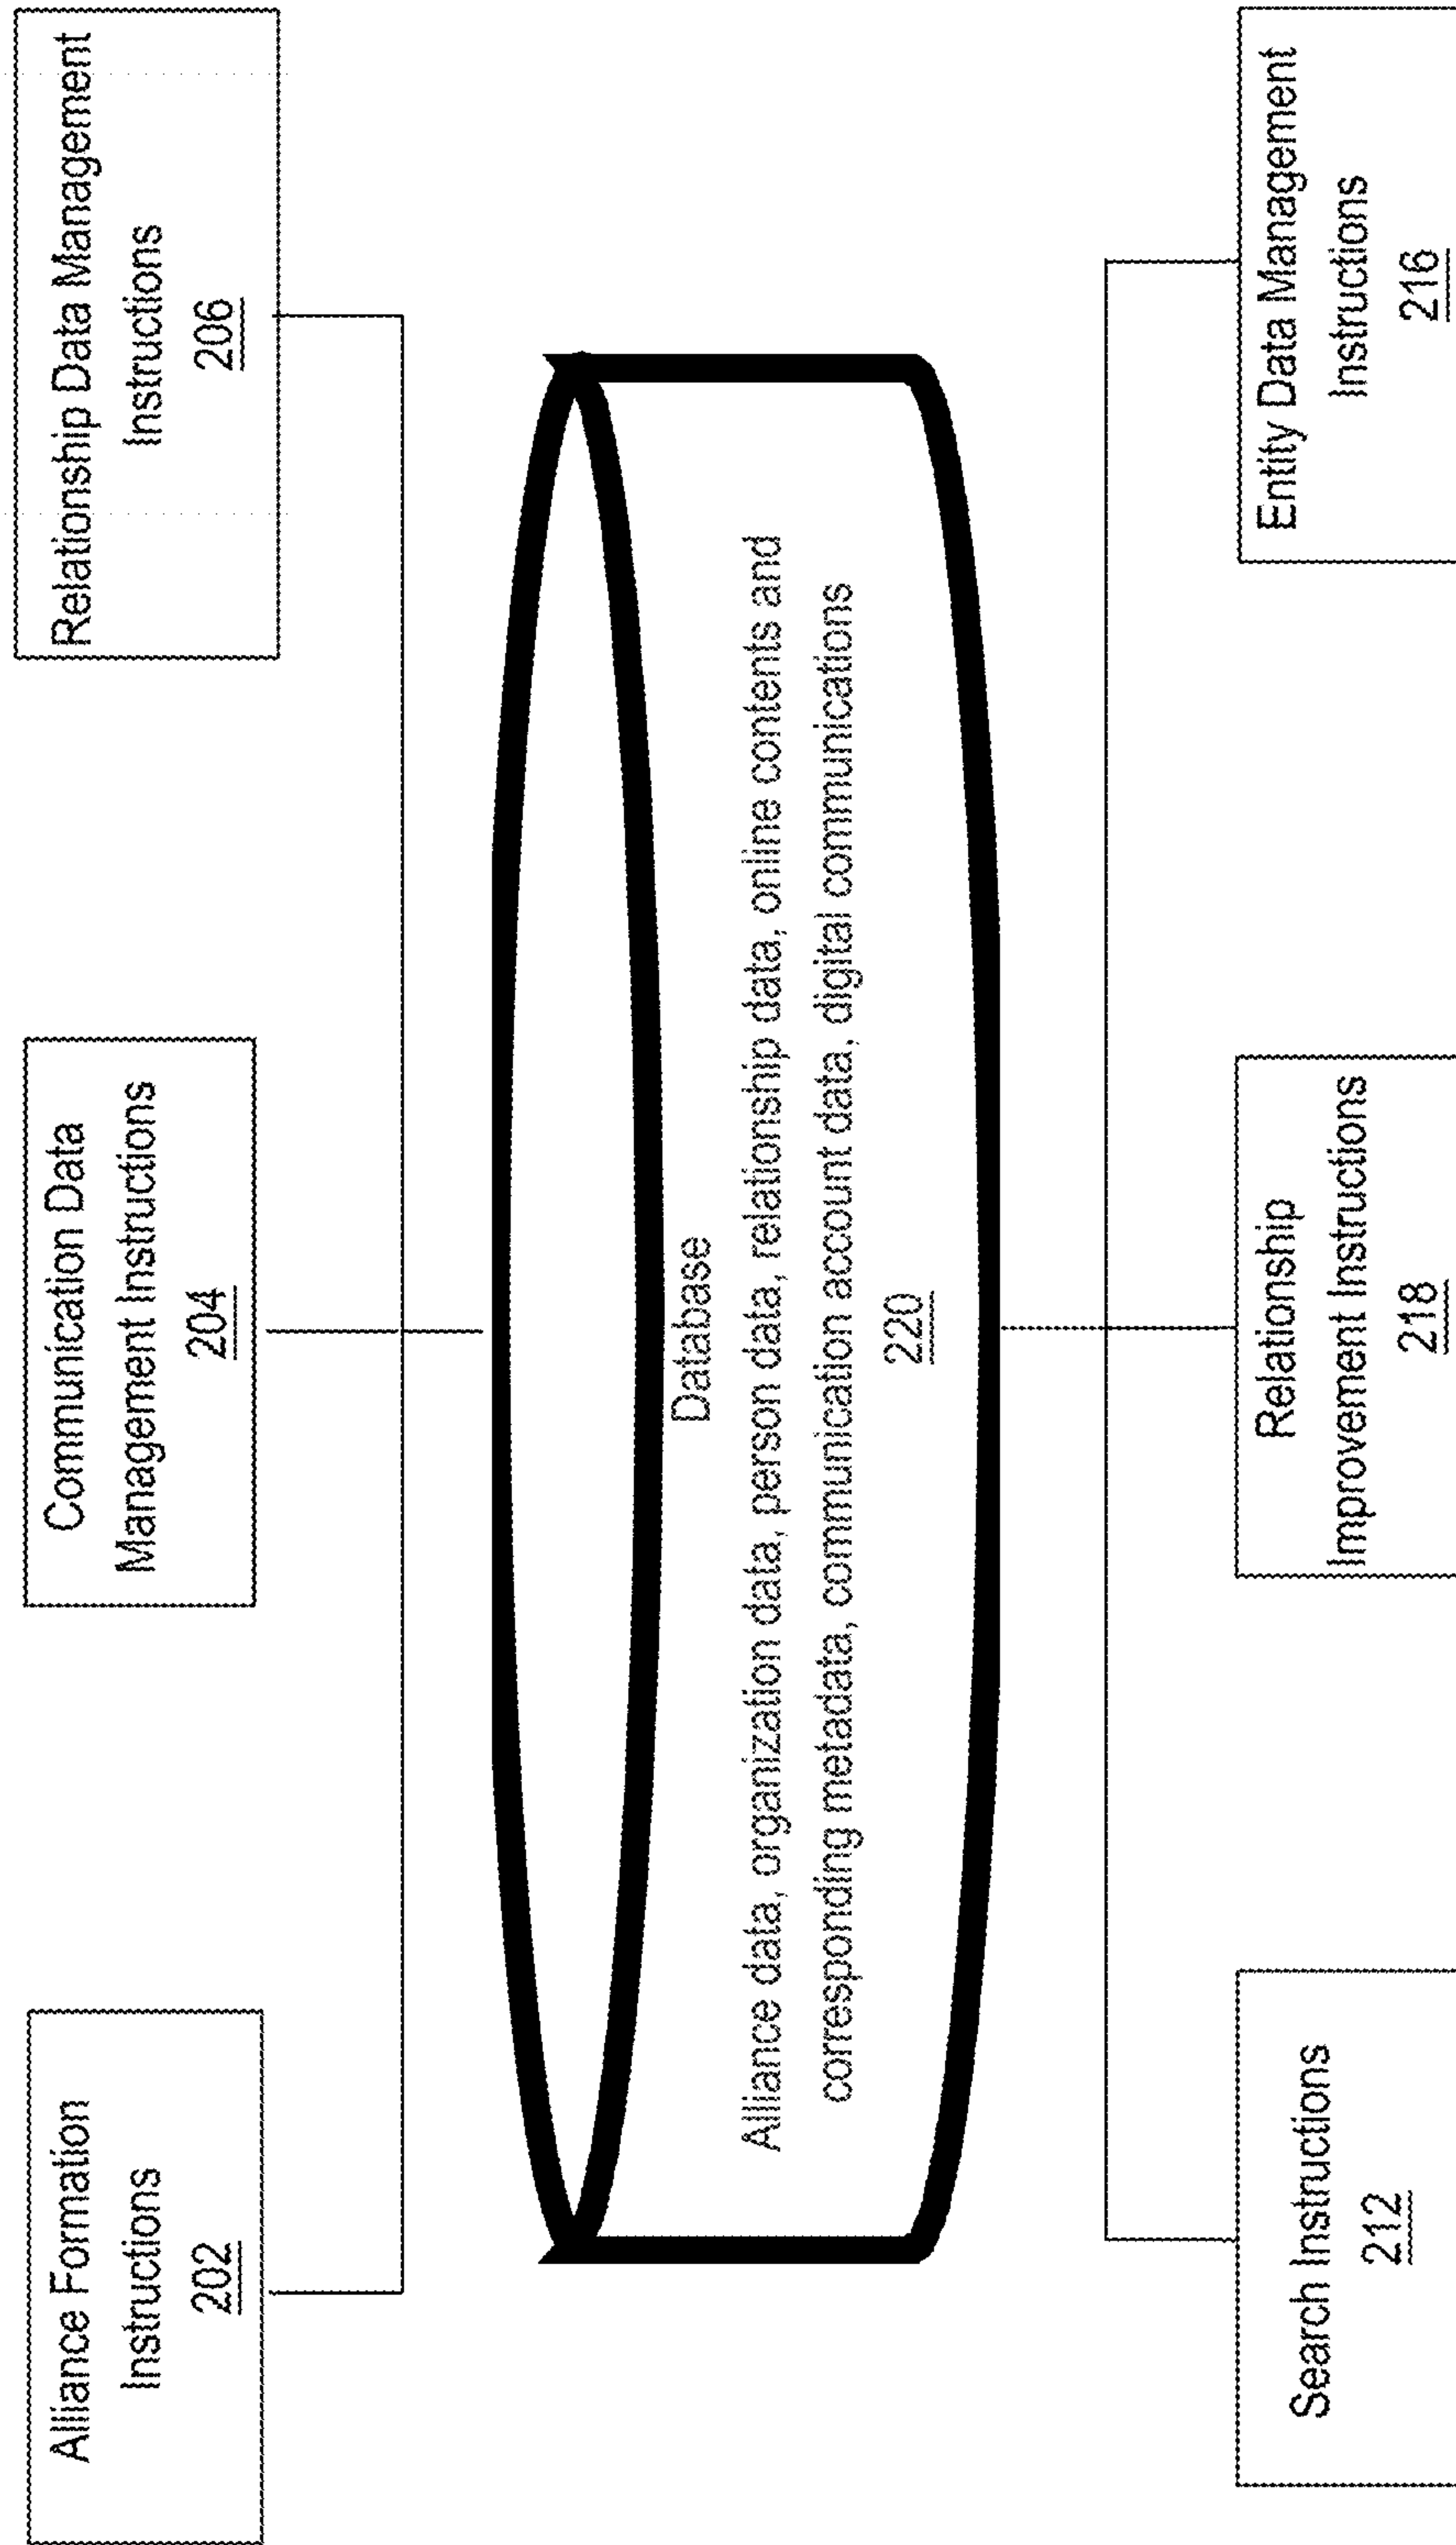 Alliance Formation
Instructions
202
Communication Data
Management Instructions
204
Relationship Data Management
Instructions
206
Database
Alliance data, organization data, person data, relationship data, online contents and
corresponding metadata, communication account data, digital communications
220
Search Instructions
212
Relationship
Improvement Instructions
218
Entity Data Management
Instructions
216